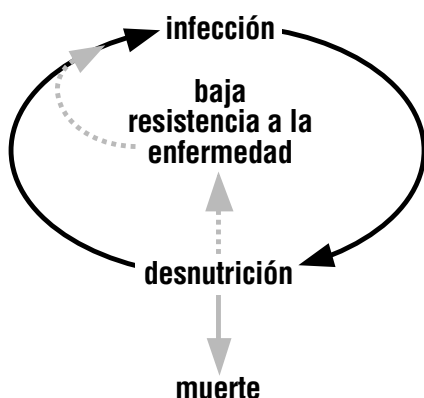 infección
baja
resistencia a la
enfermedad
desnutrición
muerte